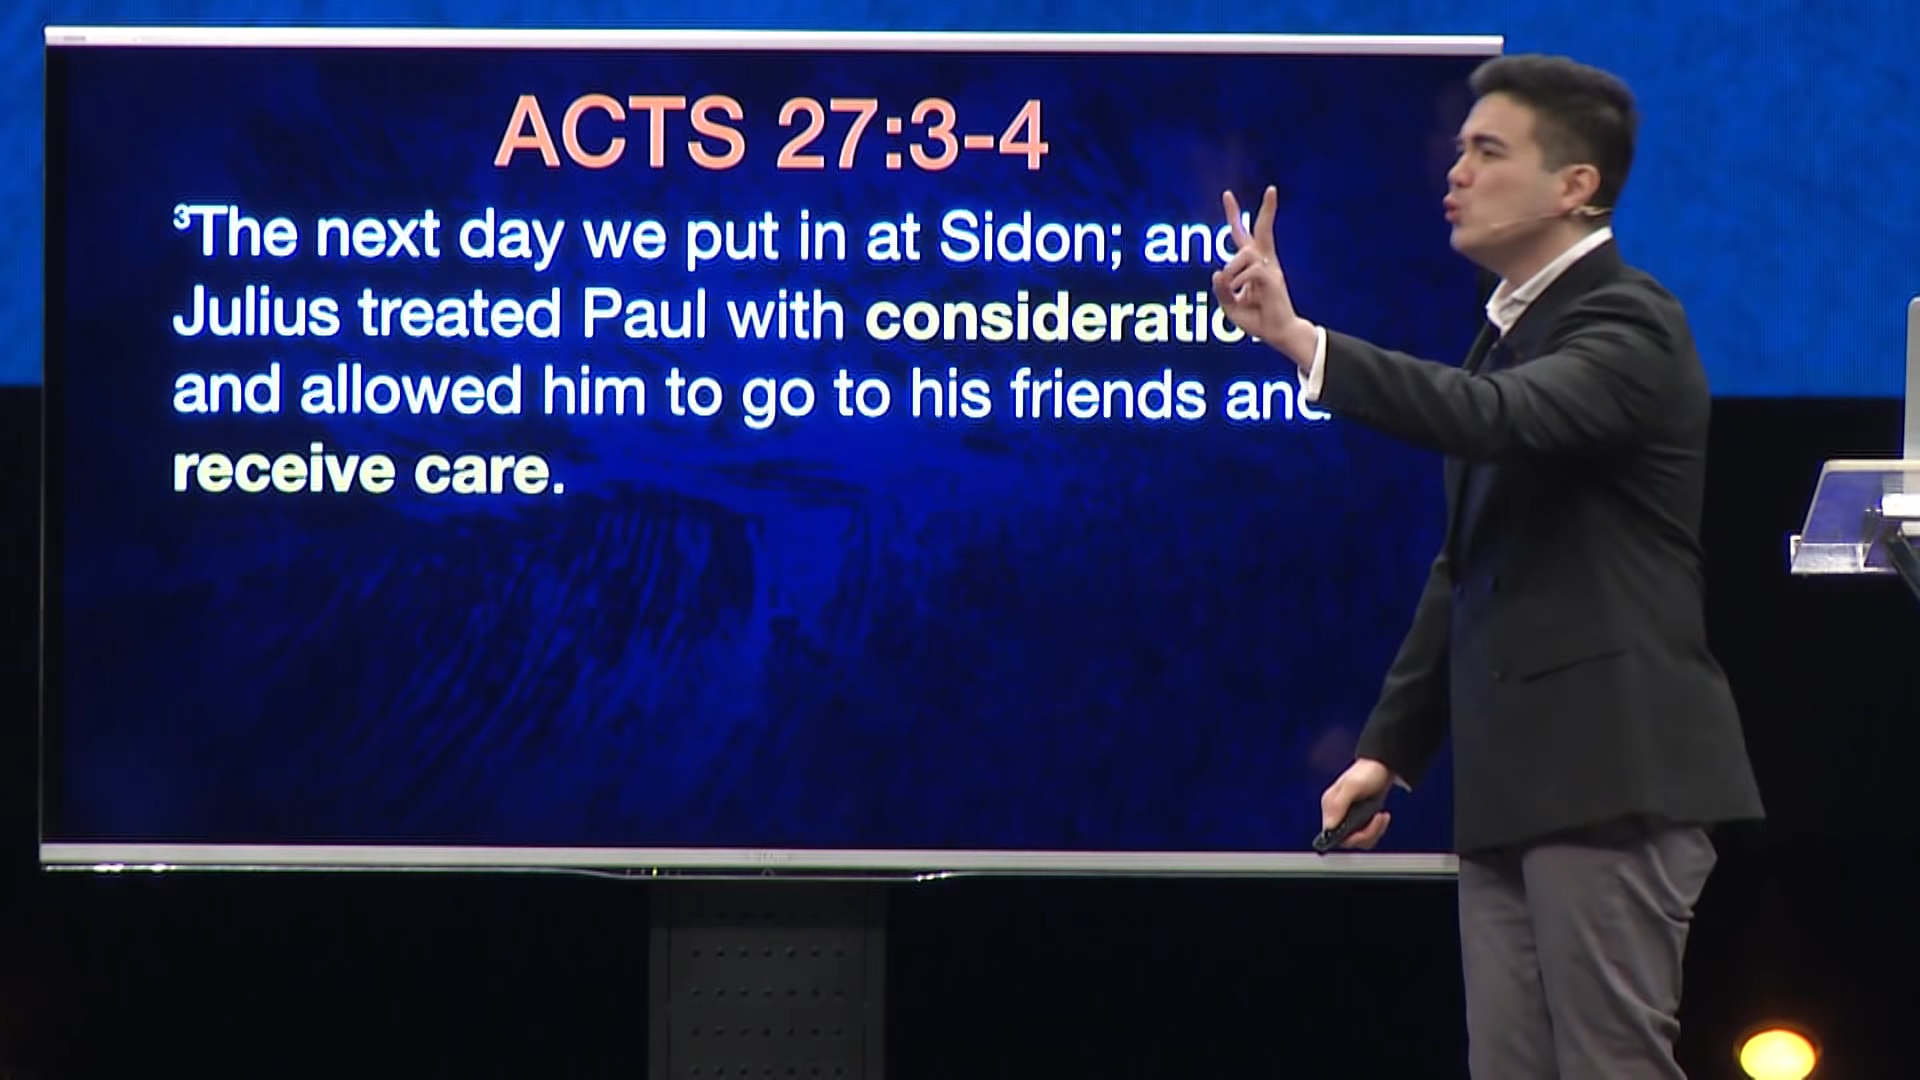 ACTS 27:3-4
³The next day we put in at Sidon; and
Julius treated Paul with
and allowed him to go to his friends and
receive care.